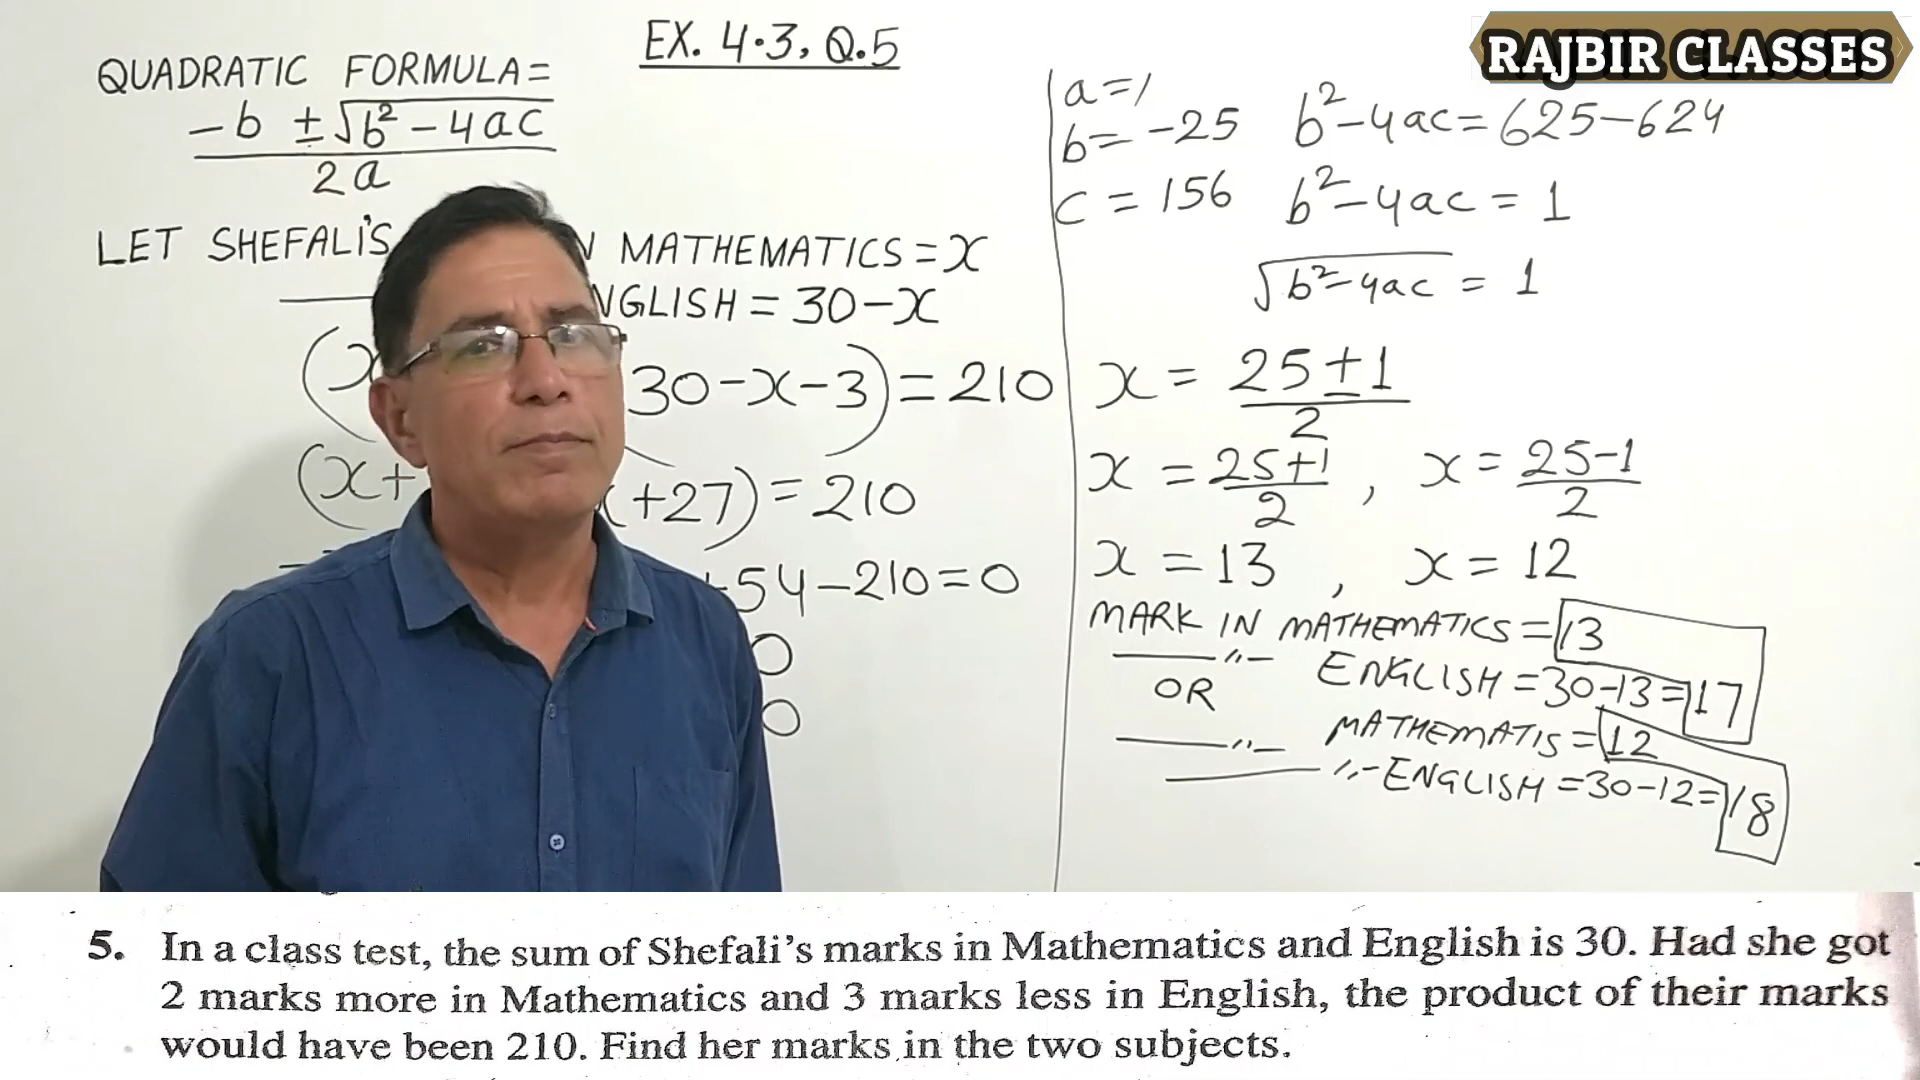 EX. 4.3, Q.5
RAJBIR CLASSES
QUADRATIC FORMULA =
-b ± √b² - 4ac
2a
LET SHEFALI'S N MATHEMATICS = x
NGLISH = 30 - x
(x 30 - x - 3) = 210
(x + +27) = 210
+54 - 210 = 0
0
0
a = 1
b = -25 b² - 4ac = 625 - 624
c = 156 b² - 4ac = 1
√b² - 4ac = 1
x = 25 ± 1
2
x = 25+1 , x = 25-1
2 2
x = 13 , x = 12
MARK IN MATHEMATICS = 13
—〃— ENGLISH = 30-13 = 17
OR
—〃— MATHEMATIS = 12
—〃— ENGLISH = 30-12 = 18
5. In a class test, the sum of Shefali's marks in Mathematics and English is 30. Had she got
2 marks more in Mathematics and 3 marks less in English, the product of their marks
would have been 210. Find her marks in the two subjects.